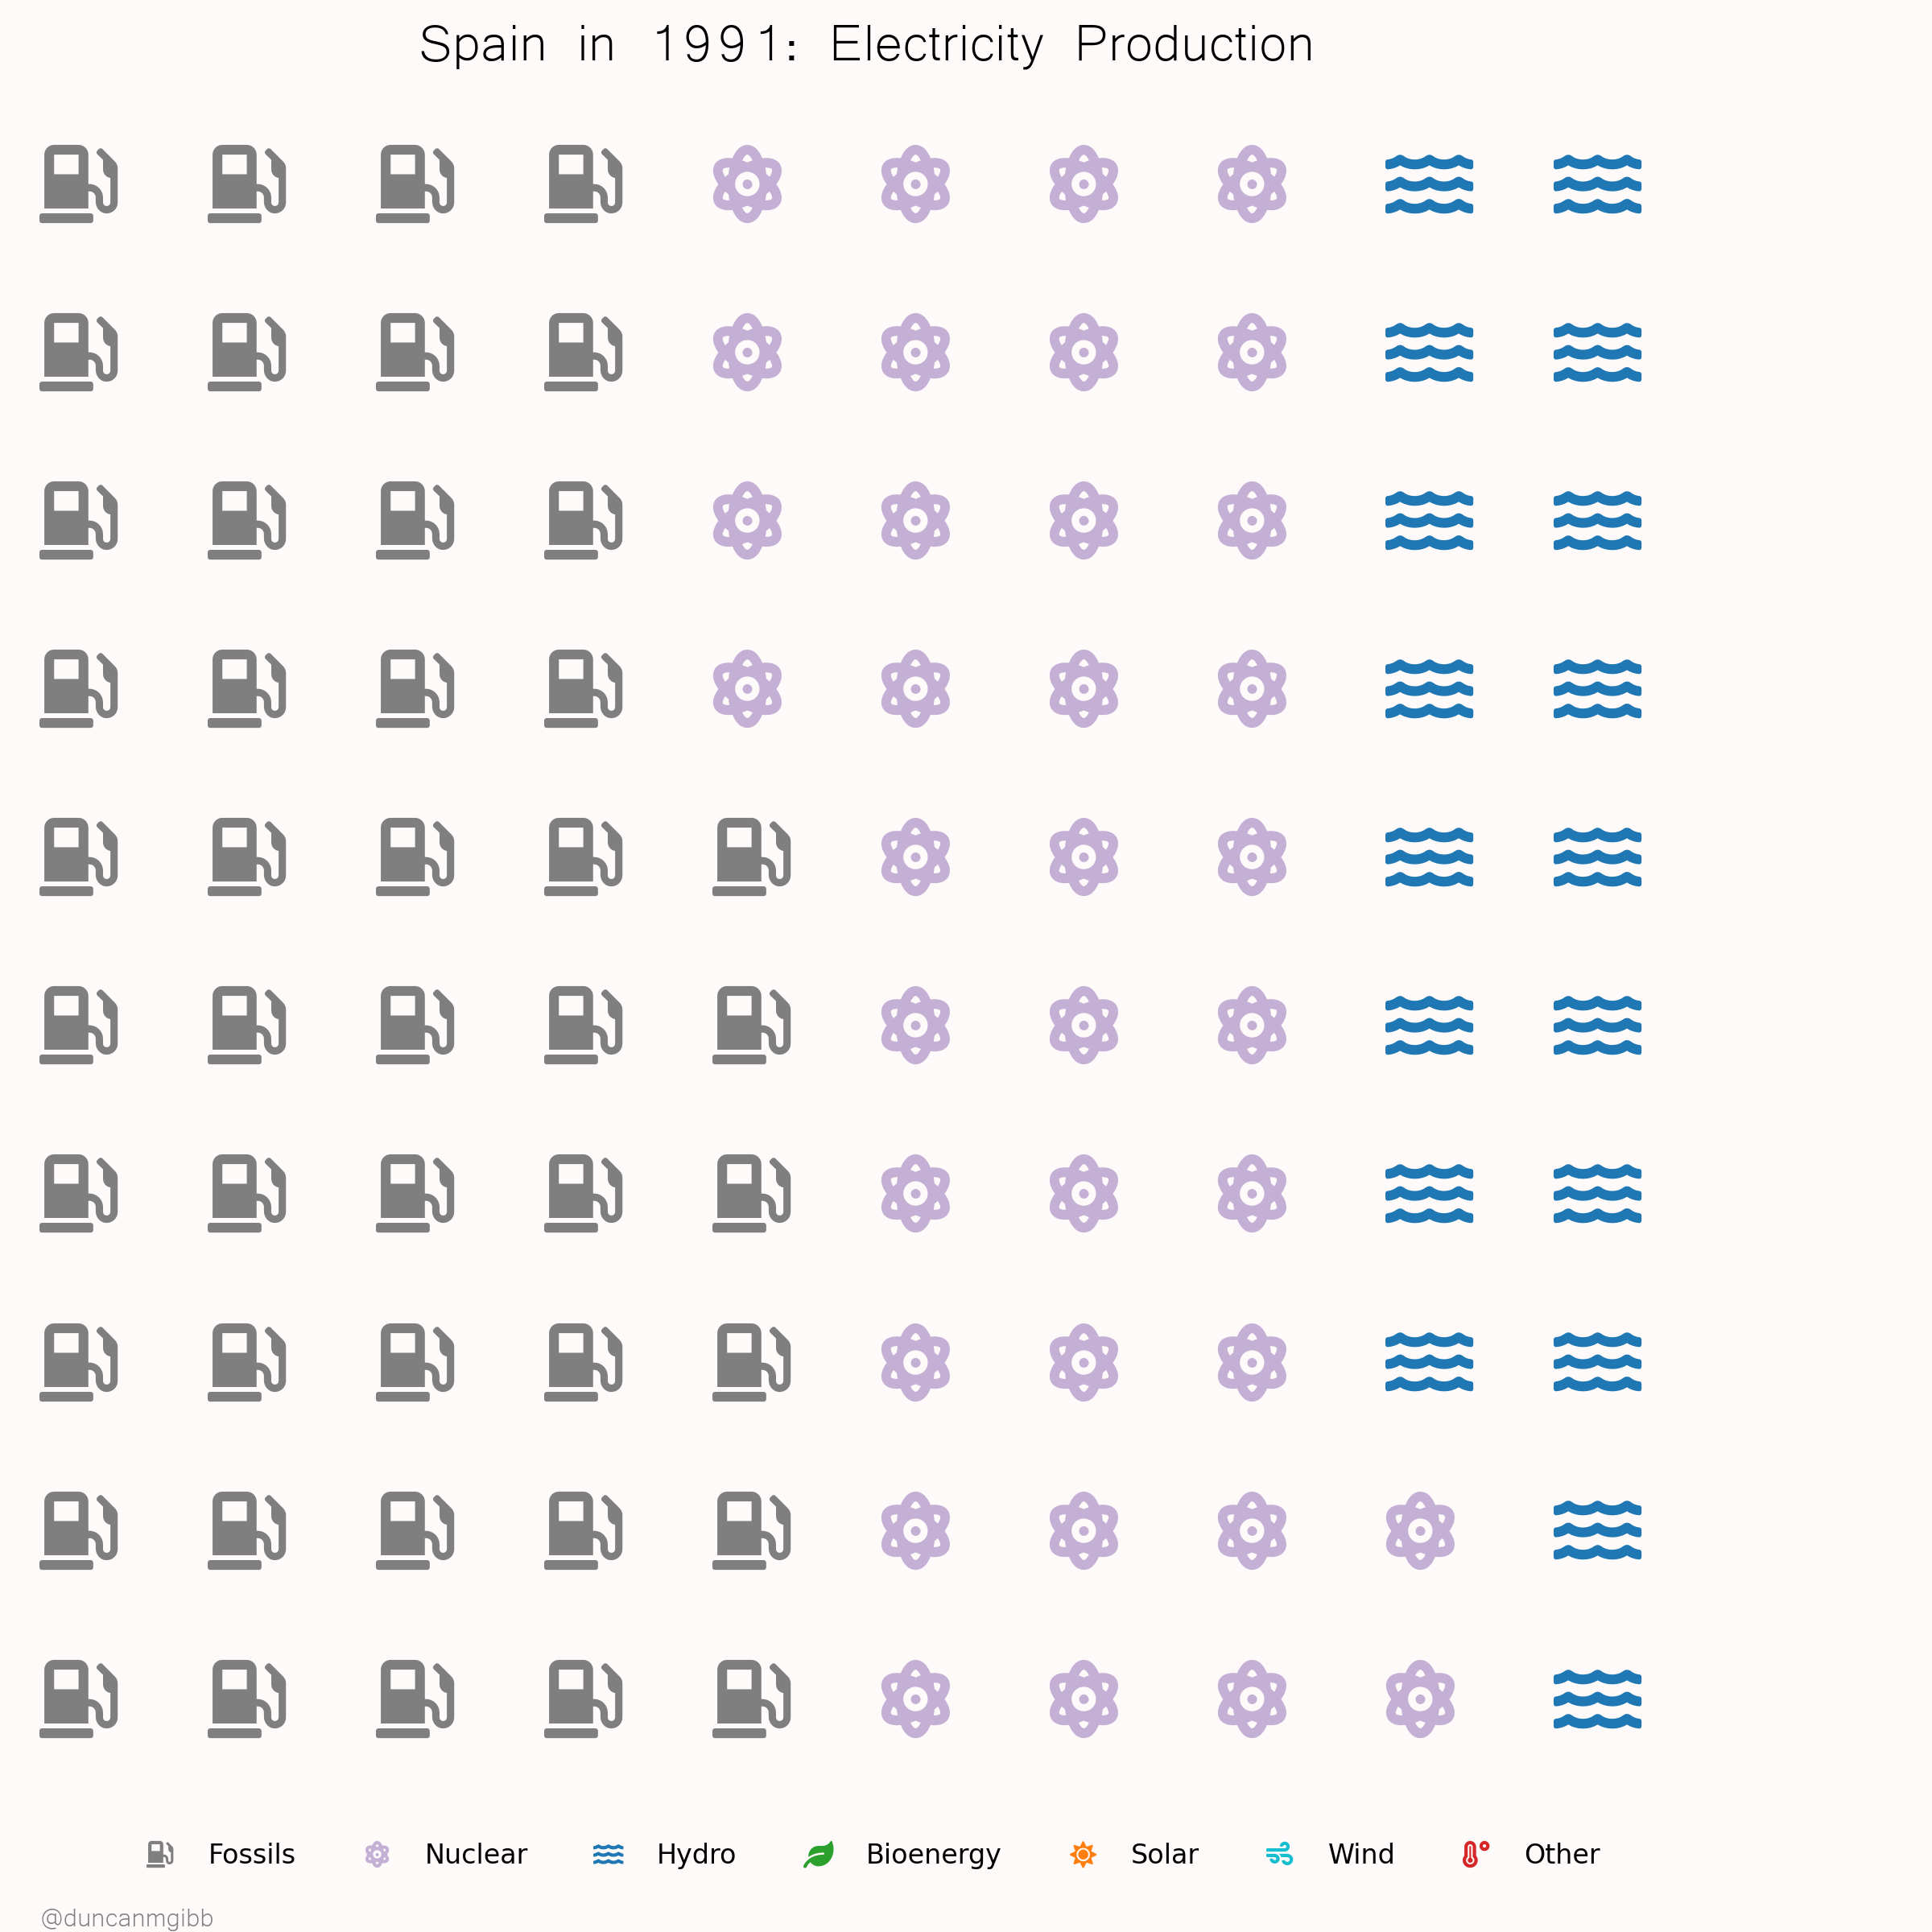 Spain in 1991: Electricity Production
Fossils Nuclear Hydro Bioenergy Solar Wind Other
@duncanmgibb